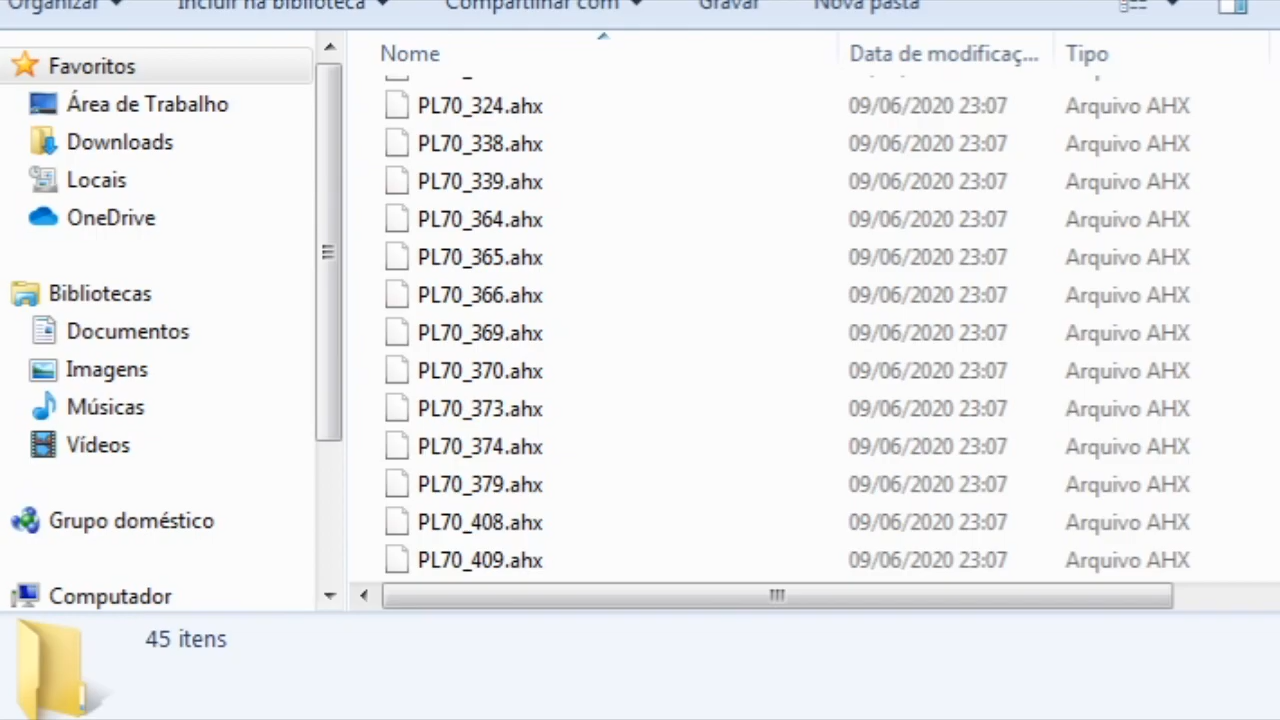 Organizar Incluir na biblioteca Compartilhar com Gravar Nova pasta
Favoritos
Área de Trabalho
Downloads
Locais
OneDrive
Bibliotecas
Documentos
Imagens
Músicas
Vídeos
Grupo doméstico
Computador
Nome Data de modificaç... Tipo
PL70_324.ahx 09/06/2020 23:07 Arquivo AHX
PL70_338.ahx 09/06/2020 23:07 Arquivo AHX
PL70_339.ahx 09/06/2020 23:07 Arquivo AHX
PL70_364.ahx 09/06/2020 23:07 Arquivo AHX
PL70_365.ahx 09/06/2020 23:07 Arquivo AHX
PL70_366.ahx 09/06/2020 23:07 Arquivo AHX
PL70_369.ahx 09/06/2020 23:07 Arquivo AHX
PL70_370.ahx 09/06/2020 23:07 Arquivo AHX
PL70_373.ahx 09/06/2020 23:07 Arquivo AHX
PL70_374.ahx 09/06/2020 23:07 Arquivo AHX
PL70_379.ahx 09/06/2020 23:07 Arquivo AHX
PL70_408.ahx 09/06/2020 23:07 Arquivo AHX
PL70_409.ahx 09/06/2020 23:07 Arquivo AHX
45 itens